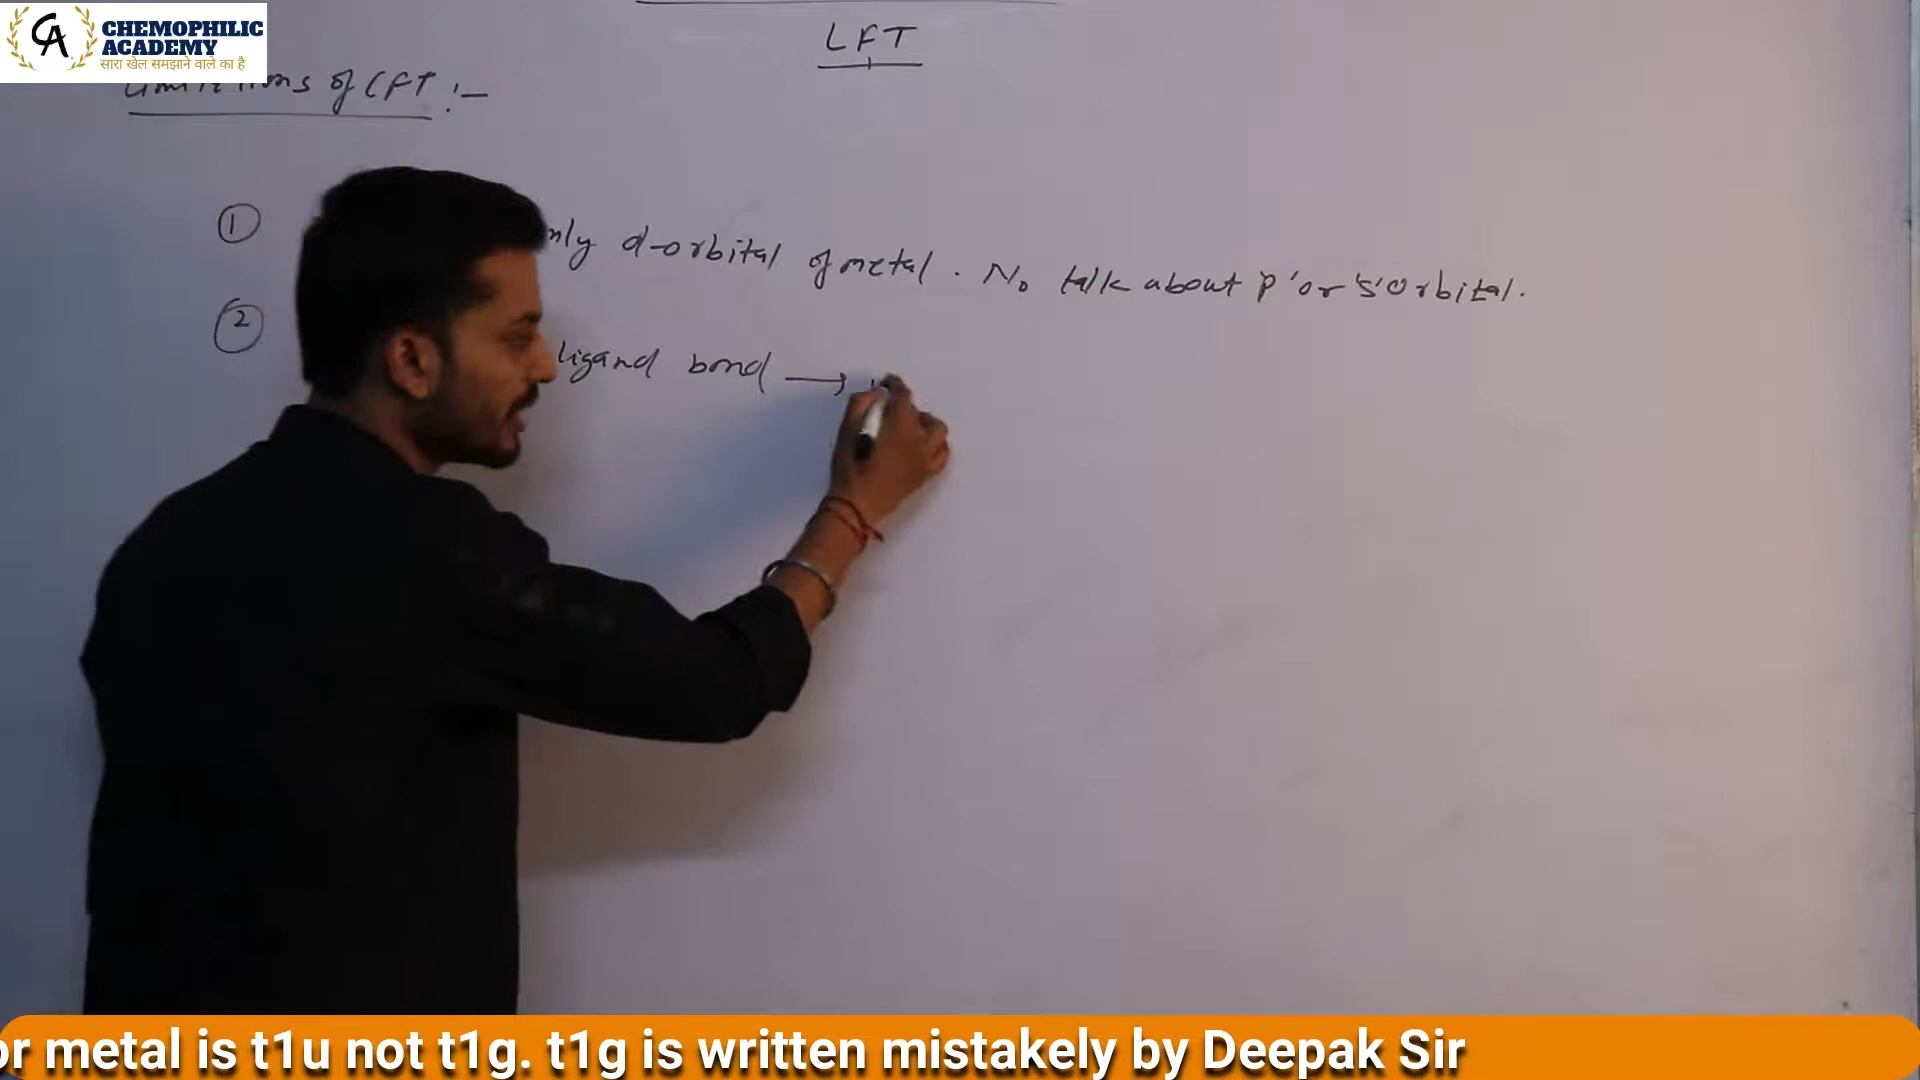 CHEMOPHILIC
ACADEMY
सारा खेल समझाने वाले का है
CA
LFT
of CFT :-
① only d-orbital of metal. No talk about 'p' or 's' orbital.
② ligand bond →
or metal is t1u not t1g. t1g is written mistakely by Deepak Sir